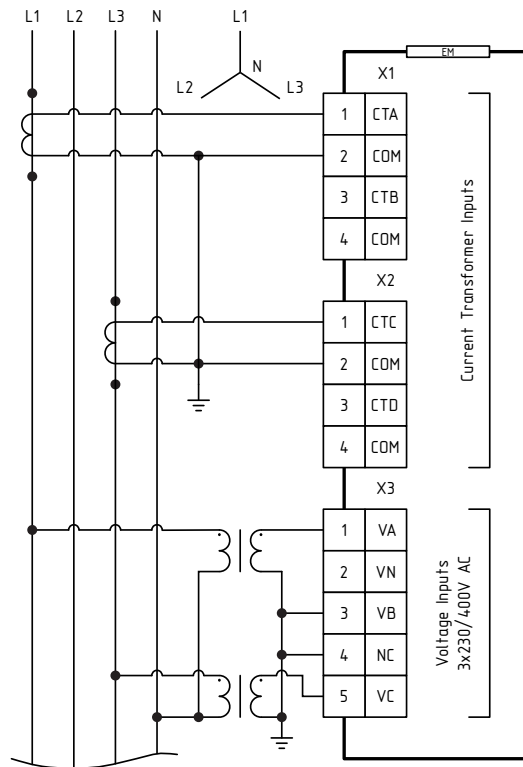 L1 L2 L3 N
L1
N
L2 L3
EM
X1
1 CTA
2 COM
3 CTB
4 COM
X2
1 CTC
2 COM
3 CTD
4 COM
Current Transformer Inputs
X3
1 VA
2 VN
3 VB
4 NC
5 VC
Voltage Inputs
3x230/400V AC